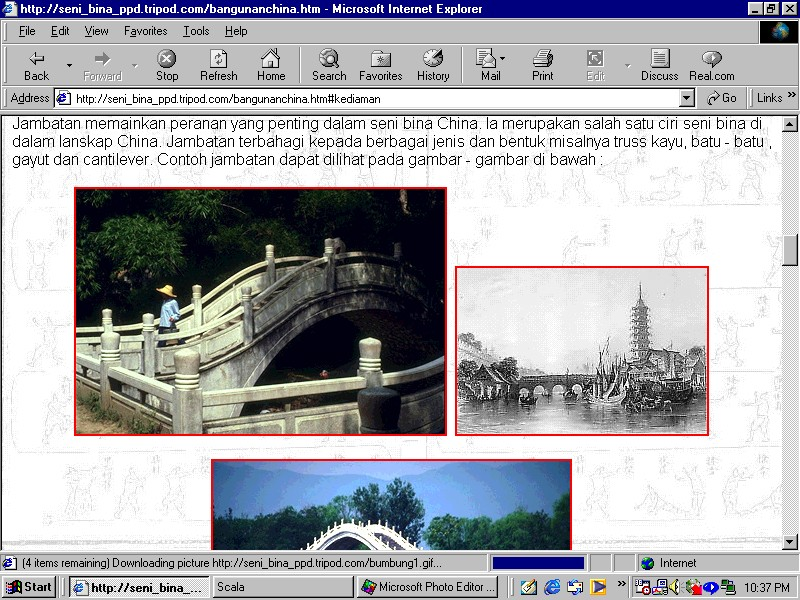 http://seni_bina_ppd.tripod.com/bangunanchina.htm - Microsoft Internet Explorer
File Edit View Favorites Tools Help
Back Forward Stop Refresh Home Search Favorites History Mail Print Edit Discuss Real.com
Address http://seni_bina_ppd.tripod.com/bangunanchina.htm#kediaman Go Links »
Jambatan memainkan peranan yang penting dalam seni bina China. Ia merupakan salah satu ciri seni bina di
dalam lanskap China. Jambatan terbahagi kepada berbagai jenis dan bentuk misalnya truss kayu, batu - batu ,
gayut dan cantilever. Contoh jambatan dapat dilihat pada gambar - gambar di bawah :
(4 items remaining) Downloading picture http://seni_bina_ppd.tripod.com/bumbung1.gif... Internet
Start http://seni_bina_... Scala Microsoft Photo Editor ... » 10:37 PM